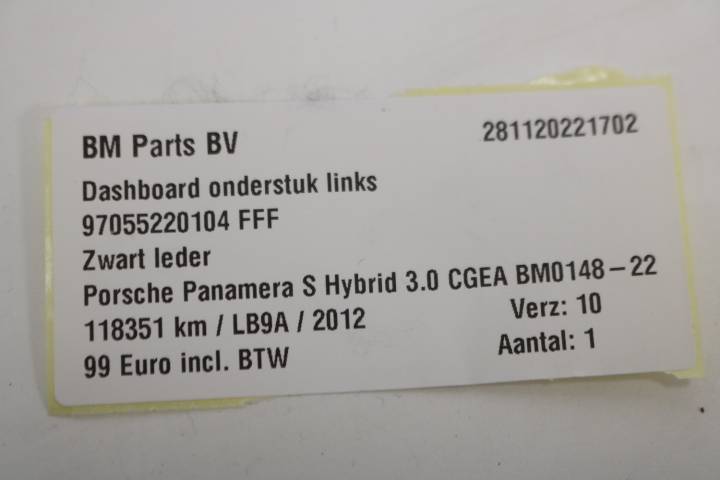 BM Parts BV
281120221702
Dashboard onderstuk links
97055220104 FFF
Zwart leder
Porsche Panamera S Hybrid 3.0 CGEA BM0148-22
118351 km / LB9A / 2012
Verz: 10
99 Euro incl. BTW
Aantal: 1